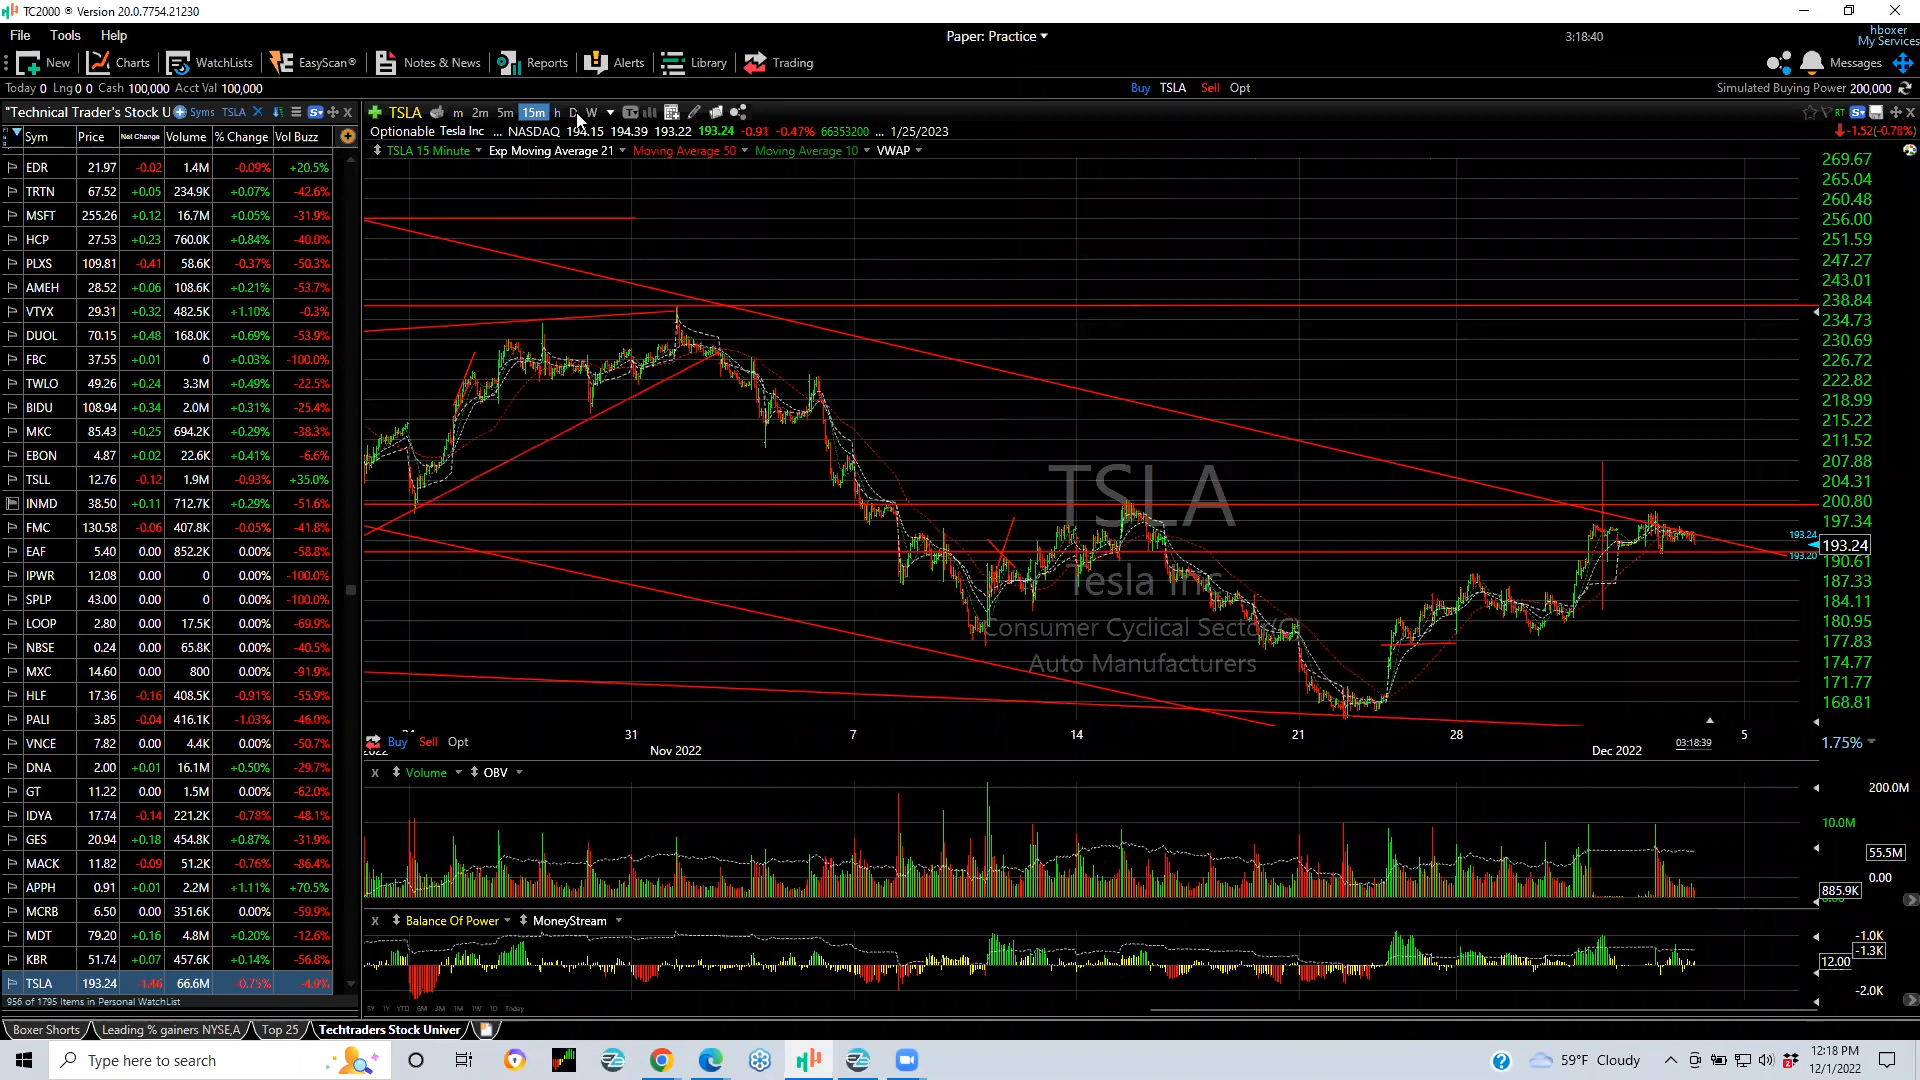 TC2000 ® Version 20.0.7754.21230
File Tools Help
Paper: Practice
3:18:40
hboxer
My Services
New Charts WatchLists EasyScan® Notes & News Reports Alerts Library Trading
Messages
Today 0 Lng 0 0 Cash 100,000 Acct Val 100,000
Buy TSLA Sell Opt
Simulated Buying Power 200,000
"Technical Trader's Stock U Syms TSLA
TSLA m 2m 5m 15m h D W
RT
Optionable Tesla Inc ... NASDAQ 194.15 194.39 193.22 193.24 -0.91 -0.47% 66353200 ... 1/25/2023
-1.52(-0.78%)
TSLA 15 Minute Exp Moving Average 21 Moving Average 50 Moving Average 10 VWAP
Sym Price Net Change Volume % Change Vol Buzz
EDR 21.97 -0.02 1.4M -0.09% +20.5%
TRTN 67.52 +0.05 234.9K +0.07% -42.6%
MSFT 255.26 +0.12 16.7M +0.05% -31.9%
HCP 27.53 +0.23 760.0K +0.84% -40.0%
PLXS 109.81 -0.41 58.6K -0.37% -50.3%
AMEH 28.52 +0.06 108.6K +0.21% -53.7%
VTYX 29.31 +0.32 482.5K +1.10% -0.3%
DUOL 70.15 +0.48 168.0K +0.69% -53.9%
FBC 37.55 +0.01 0 +0.03% -100.0%
TWLO 49.26 +0.24 3.3M +0.49% -22.5%
BIDU 108.94 +0.34 2.0M +0.31% -25.4%
MKC 85.43 +0.25 694.2K +0.29% -38.3%
EBON 4.87 +0.02 22.6K +0.41% -6.6%
TSLL 12.76 -0.12 1.9M -0.93% +35.0%
INMD 38.50 +0.11 712.7K +0.29% -51.6%
FMC 130.58 -0.06 407.8K -0.05% -41.8%
EAF 5.40 0.00 852.2K 0.00% -58.8%
IPWR 12.08 0.00 0 0.00% -100.0%
SPLP 43.00 0.00 0 0.00% -100.0%
LOOP 2.80 0.00 17.5K 0.00% -69.9%
NBSE 0.24 0.00 65.8K 0.00% -40.5%
MXC 14.60 0.00 800 0.00% -91.9%
HLF 17.36 -0.16 408.5K -0.91% -55.9%
PALI 3.85 -0.04 416.1K -1.03% -46.0%
VNCE 7.82 0.00 4.4K 0.00% -50.7%
DNA 2.00 +0.01 16.1M +0.50% -29.7%
GT 11.22 0.00 1.5M 0.00% -62.0%
IDYA 17.74 -0.14 221.2K -0.78% -48.1%
GES 20.94 +0.18 454.8K +0.87% -31.9%
MACK 11.82 -0.09 51.2K -0.76% -86.4%
APPH 0.91 +0.01 2.2M +1.11% +70.5%
MCRB 6.50 0.00 351.6K 0.00% -59.9%
MDT 79.20 +0.16 4.8M +0.20% -12.6%
KBR 51.74 +0.07 457.6K +0.14% -56.8%
TSLA 193.24 -1.46 66.6M -0.75% -4.9%
956 of 1795 Items in Personal WatchList
TSLA
Tesla Inc
Consumer Cyclical Sector
Auto Manufacturers
269.67
265.04
260.48
256.00
251.59
247.27
243.01
238.84
234.73
230.69
226.72
222.82
218.99
215.22
211.52
207.88
204.31
200.80
197.34
193.24
193.24
193.20
190.61
187.33
184.11
180.95
177.83
174.77
171.77
168.81
31 7 14 21 28 5
Nov 2022 Dec 2022 03:18:39
1.75%
Buy Sell Opt
x Volume OBV
200.0M
10.0M
55.5M
0.00
885.9K
x Balance Of Power MoneyStream
-1.0K
-1.3K
12.00
-2.0K
5Y 1Y YTD 6M 3M 1M 1W 1D Today
Boxer Shorts Leading % gainers NYSE,A Top 25 Techtraders Stock Univer
Type here to search
59°F Cloudy
12:18 PM
12/1/2022